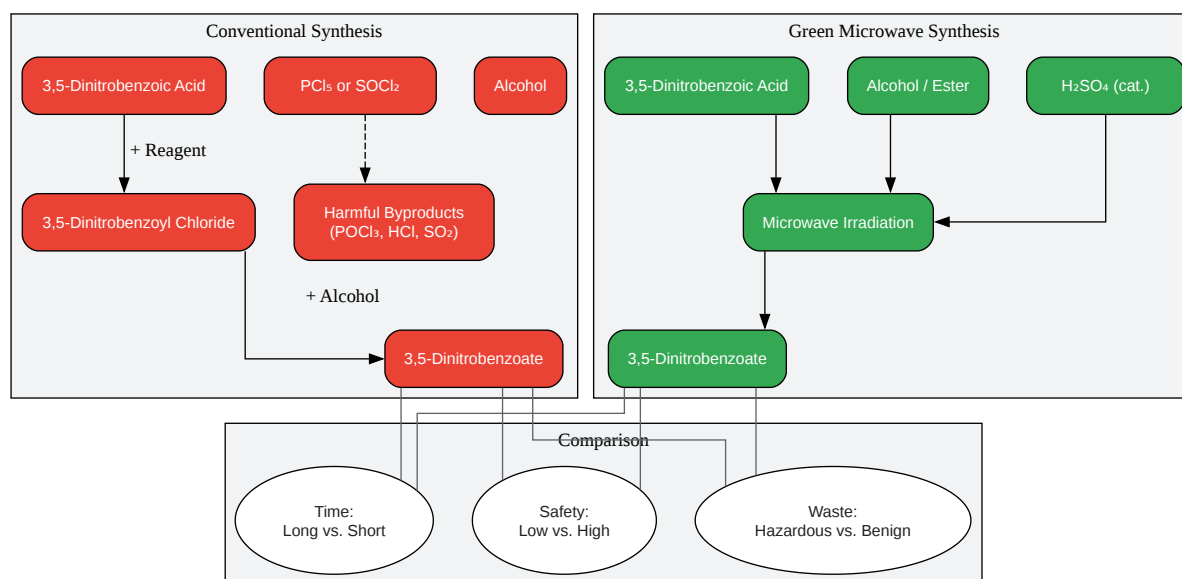 Conventional Synthesis
3,5-Dinitrobenzoic Acid
PCl₅ or SOCl₂
Alcohol
+ Reagent
3,5-Dinitrobenzoyl Chloride
Harmful Byproducts
(POCl₃, HCl, SO₂)
+ Alcohol
3,5-Dinitrobenzoate
Green Microwave Synthesis
3,5-Dinitrobenzoic Acid
Alcohol / Ester
H₂SO₄ (cat.)
Microwave Irradiation
3,5-Dinitrobenzoate
Comparison
Time:
Long vs. Short
Safety:
Low vs. High
Waste:
Hazardous vs. Benign